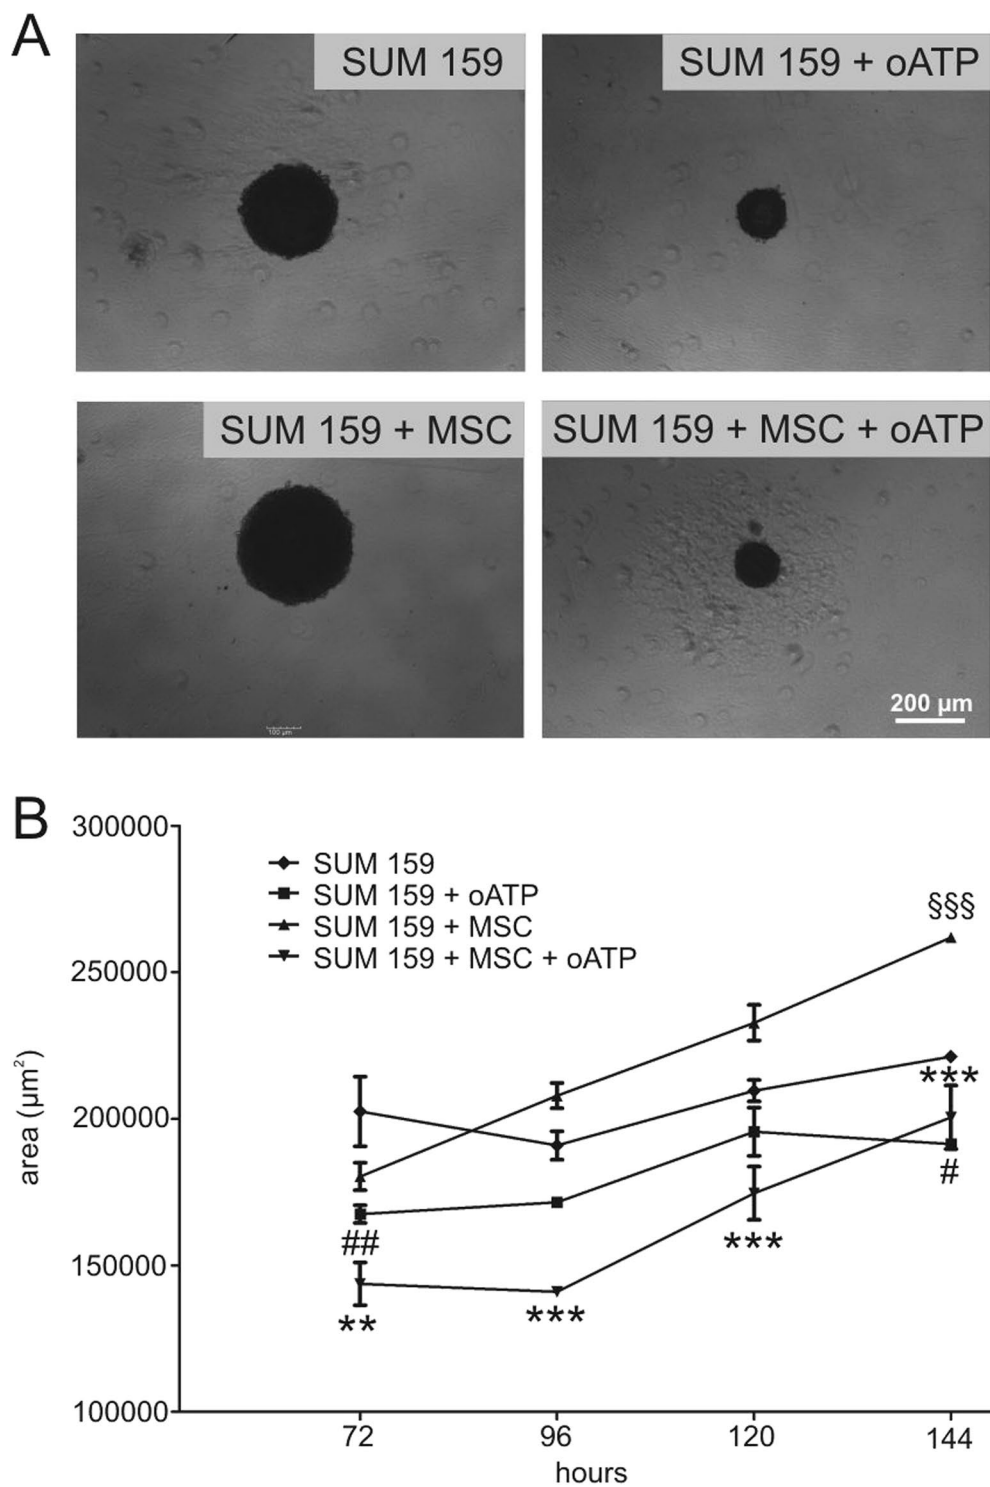 A
SUM 159
SUM 159 + oATP
SUM 159 + MSC
SUM 159 + MSC + oATP
100 µm
200 µm
B
300000
250000
200000
150000
100000
area (µm²)
SUM 159
SUM 159 + oATP
SUM 159 + MSC
SUM 159 + MSC + oATP
§§§
***
#
##
***
**
***
72
96
120
144
hours